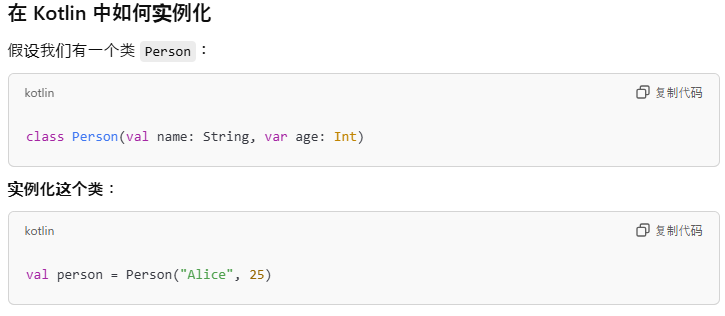 在 Kotlin 中如何实例化
假设我们有一个类 Person：
kotlin 复制代码
class Person(val name: String, var age: Int)
实例化这个类：
kotlin 复制代码
val person = Person("Alice", 25)